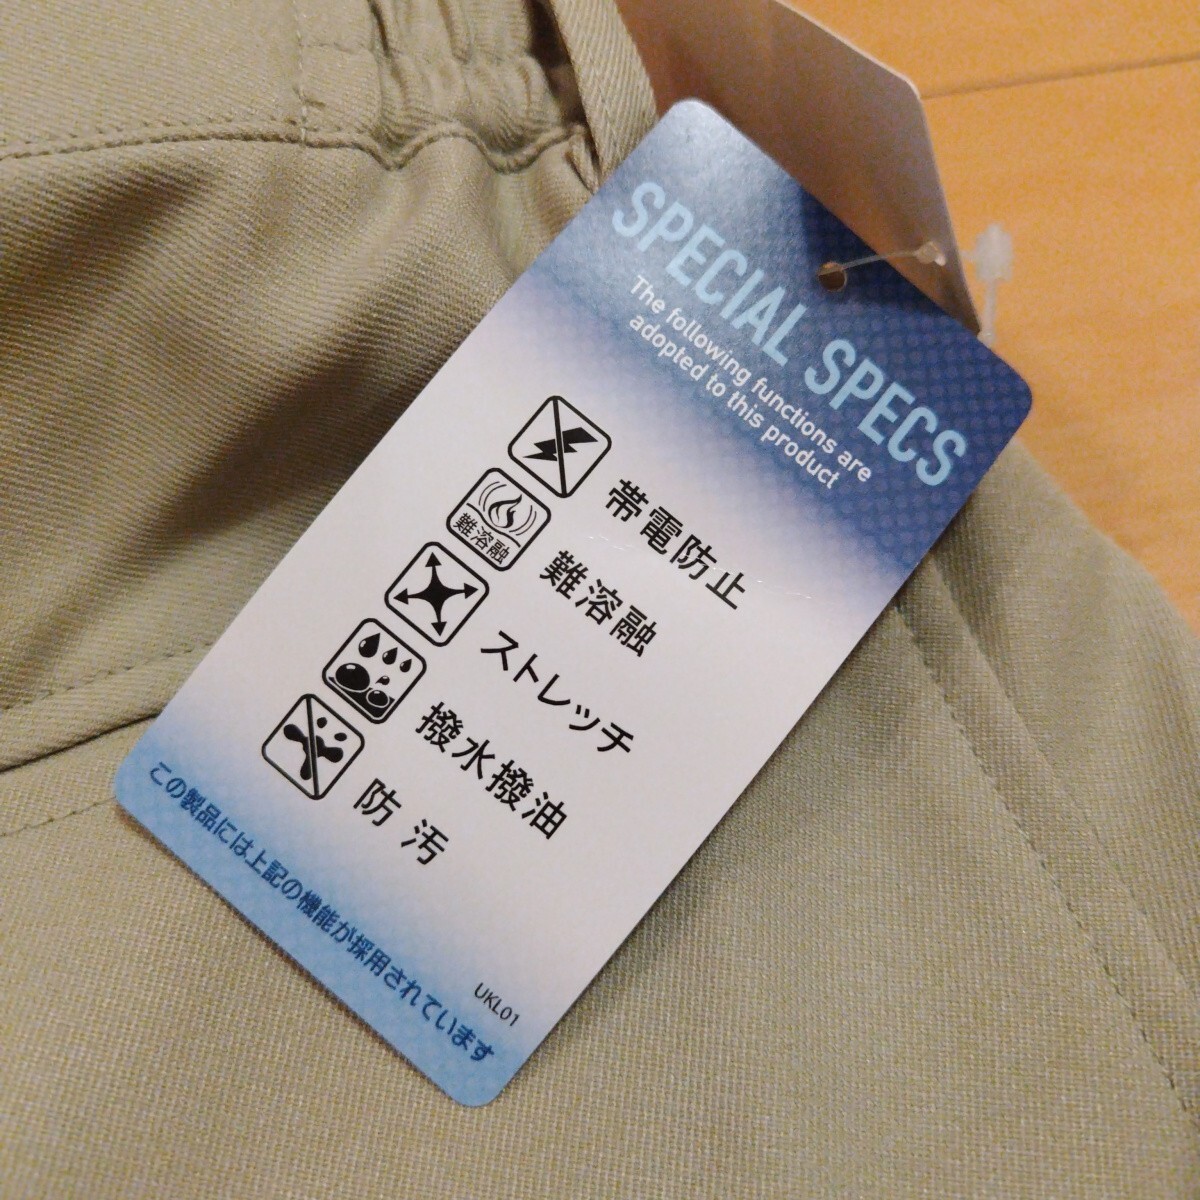 SPECIAL SPECS
The following functions are
adopted to this product
帯電防止
難溶融
難溶融
ストレッチ
撥水撥油
防汚
UKL01
この製品には上記の機能が採用されています